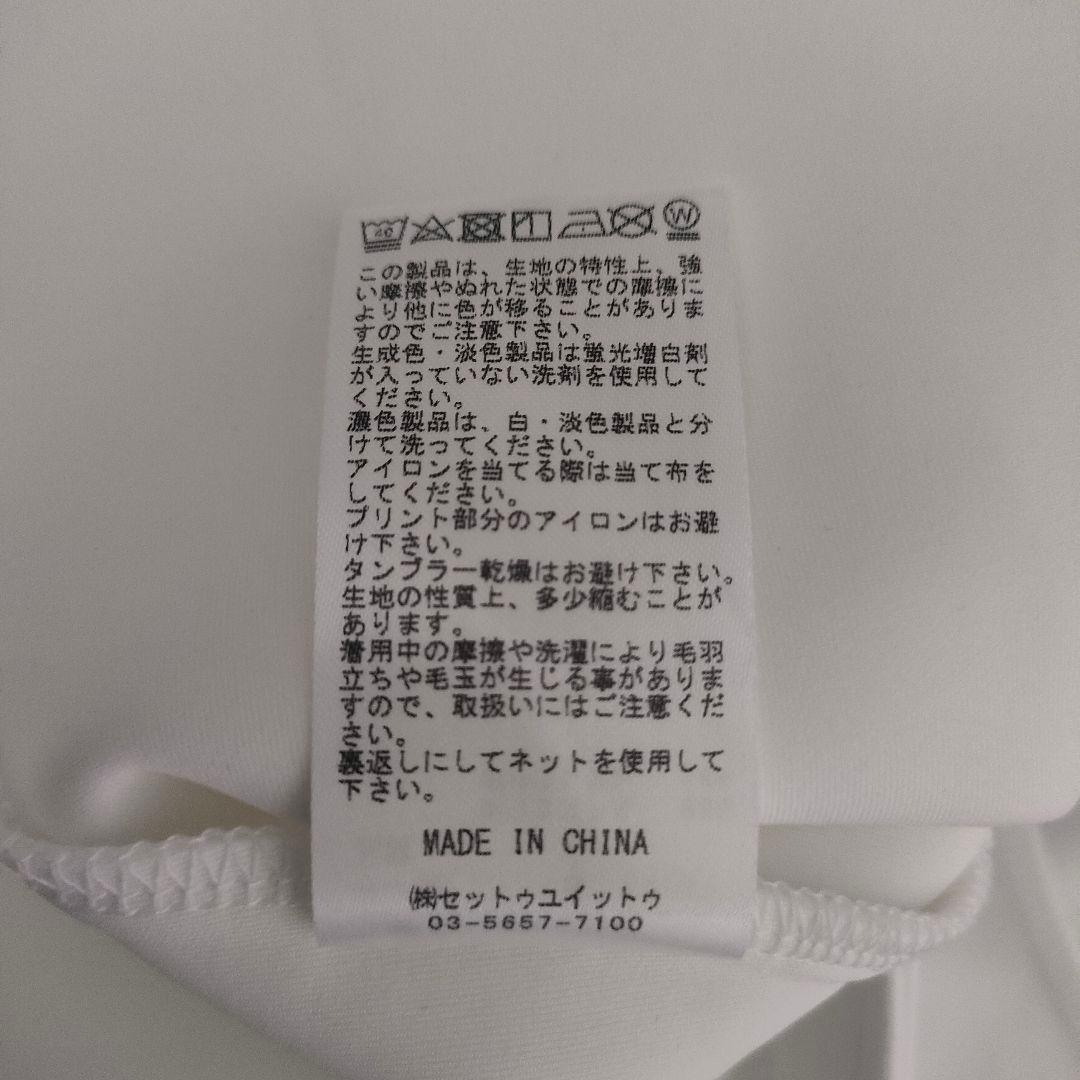 40
W
この製品は、生地の特性上、強
い摩擦やぬれた状態での摩擦に
より他に色が移ることがありま
すのでご注意下さい。
生成色・淡色製品は蛍光増白剤
が入っていない洗剤を使用して
ください。
濃色製品は、白・淡色製品と分
けて洗ってください。
アイロンを当てる際は当て布を
してください。
プリント部分のアイロンはお避
け下さい。
タンブラー乾燥はお避け下さい。
生地の性質上、多少縮むことが
あります。
着用中の摩擦や洗濯により毛羽
立ちや毛玉が生じる事がありま
すので、取扱いにはご注意くだ
さい。
裏返しにしてネットを使用して
下さい。
MADE IN CHINA
㈱セットゥユイットゥ
03-5657-7100